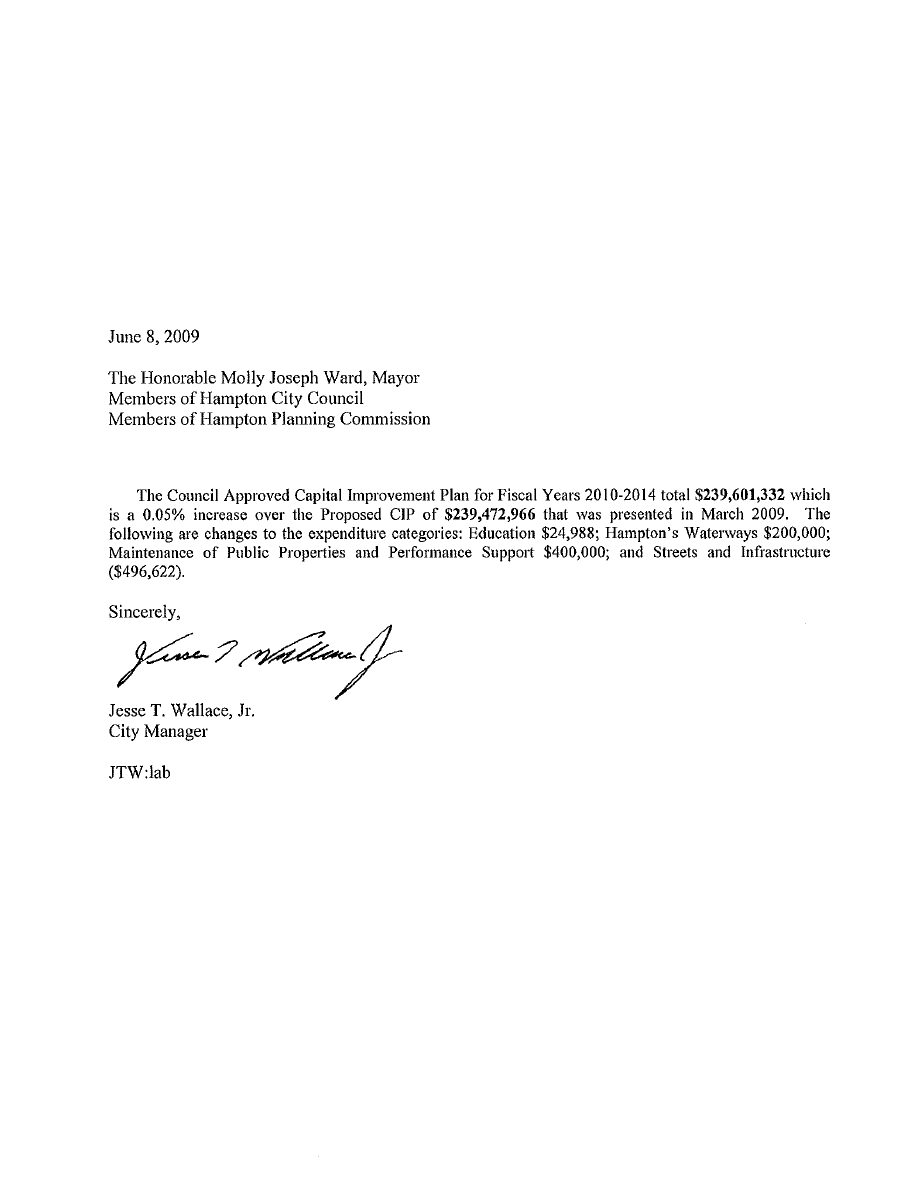 June 8, 2009
The Honorable Molly Joseph Ward, Mayor
Members of Hampton City Council
Members of Hampton Planning Commission
The Council Approved Capital Improvement Plan for Fiscal Years 2010-2014 total $239,601,332 which
is a 0.05% increase over the Proposed CIP of $239,472,966 that was presented in March 2009. The
following are changes to the expenditure categories: Education $24,988; Hampton's Waterways $200,000;
Maintenance of Public Properties and Performance Support $400,000; and Streets and Infrastructure
($496,622).
Sincerely,
Jesse T Wallace Jr
Jesse T. Wallace, Jr.
City Manager
JTW:lab